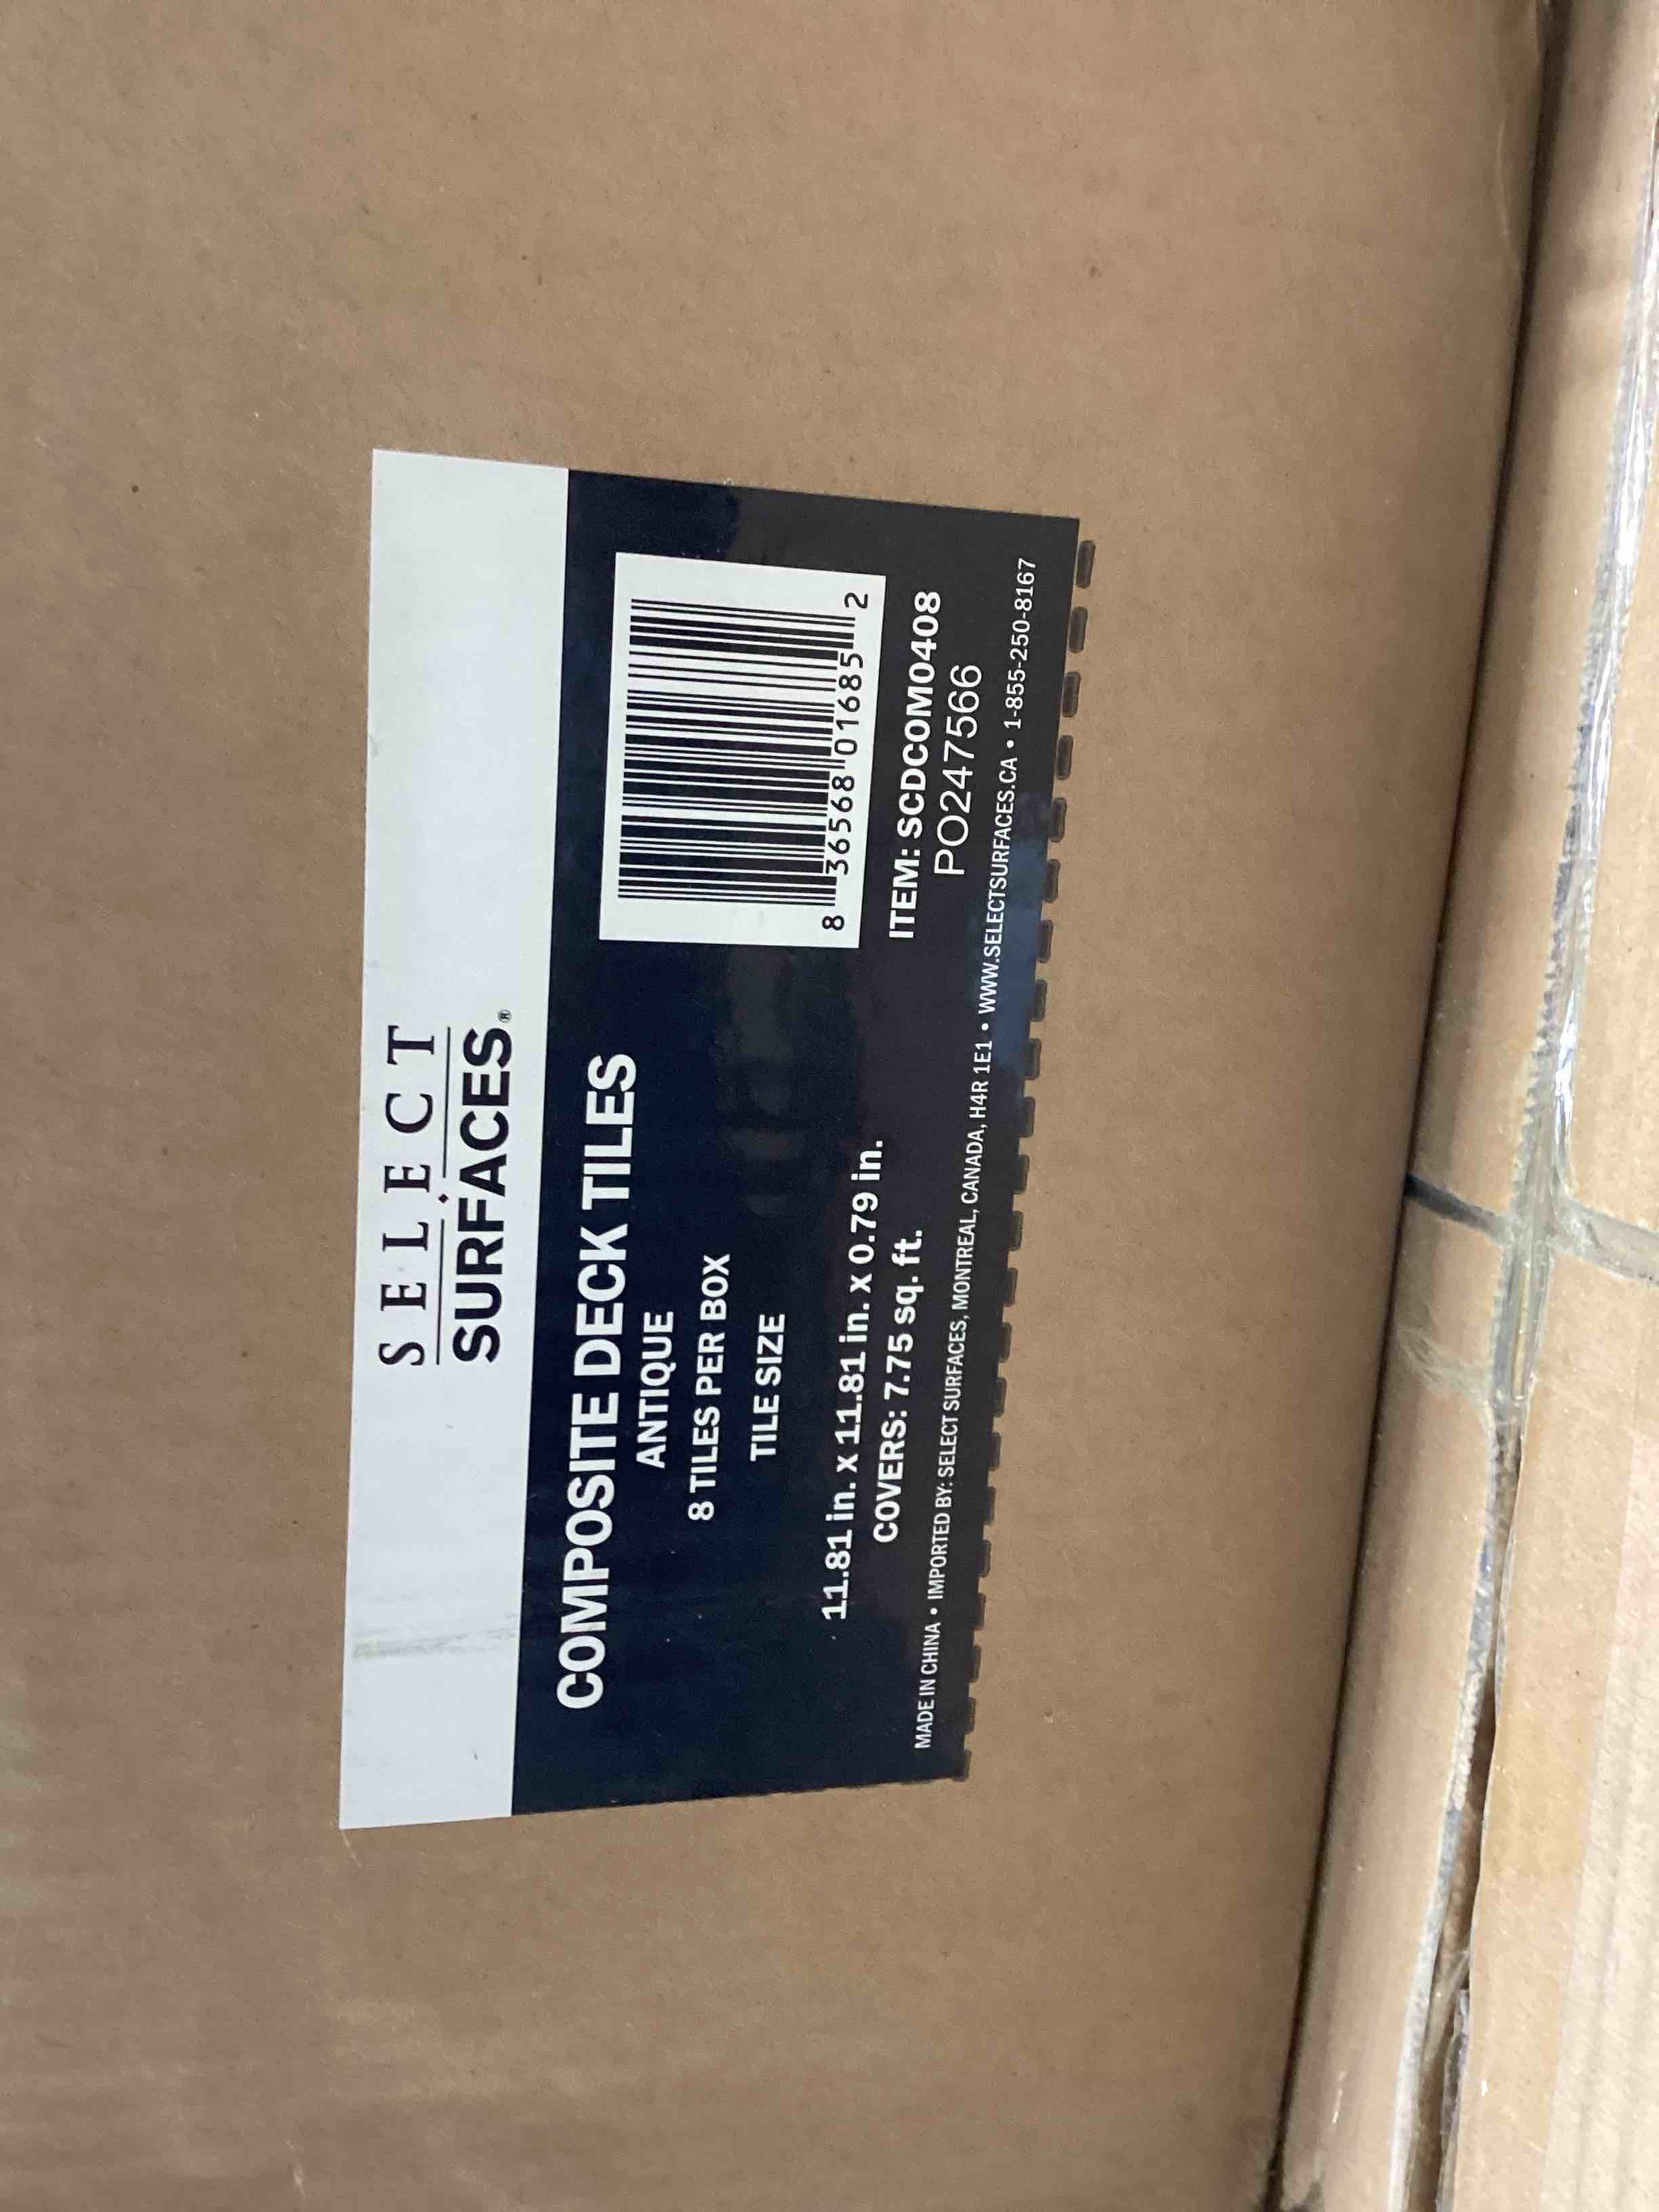 SELECT
SURFACES®
COMPOSITE DECK TILES
ANTIQUE
8 TILES PER BOX
TILE SIZE
11.81 in. x 11.81 in. x 0.79 in.
COVERS: 7.75 sq. ft.
8 36568 01685 2
ITEM: SCDCOM0408
PO247566
MADE IN CHINA • IMPORTED BY: SELECT SURFACES, MONTREAL, CANADA, H4R 1E1 • WWW.SELECTSURFACES.CA • 1-855-250-8167